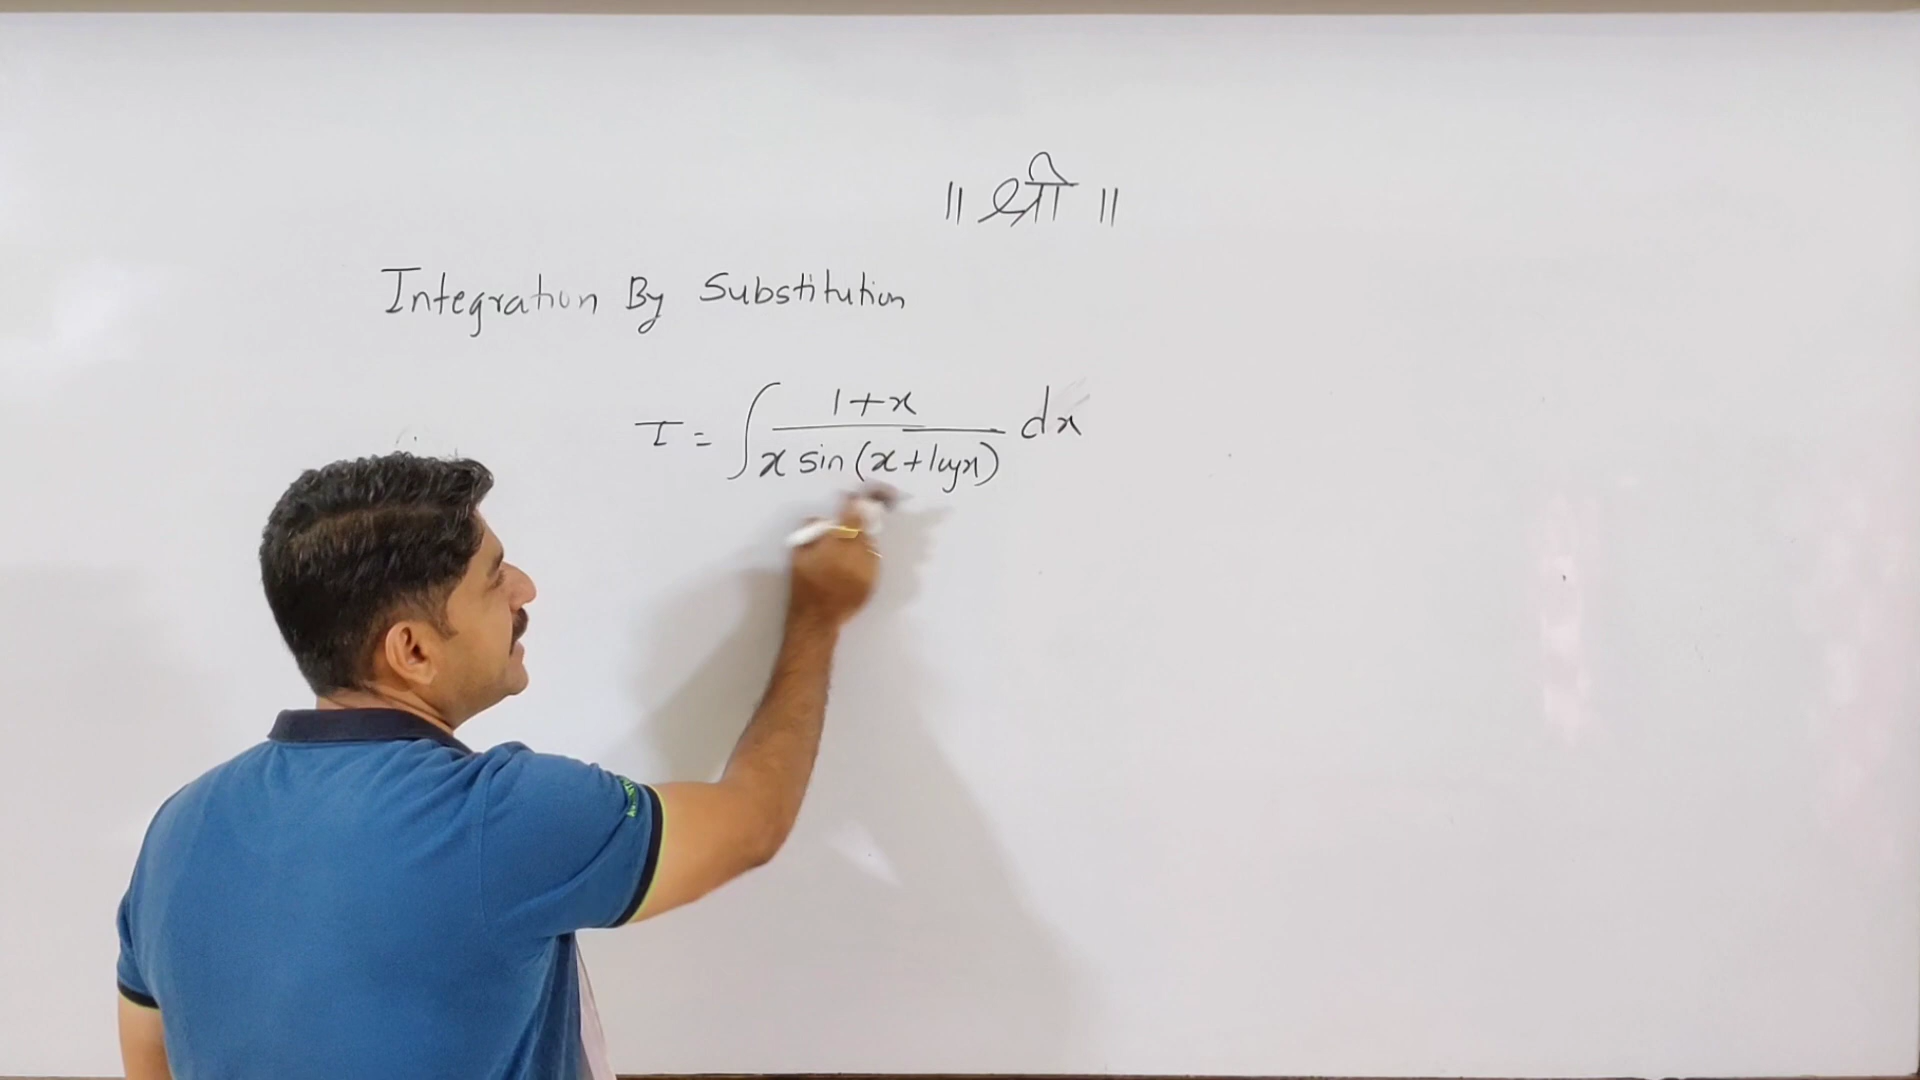 ॥ श्री ॥
Integration By Substitution
I = ∫ (1+x) / (x sin (x+logx)) dx